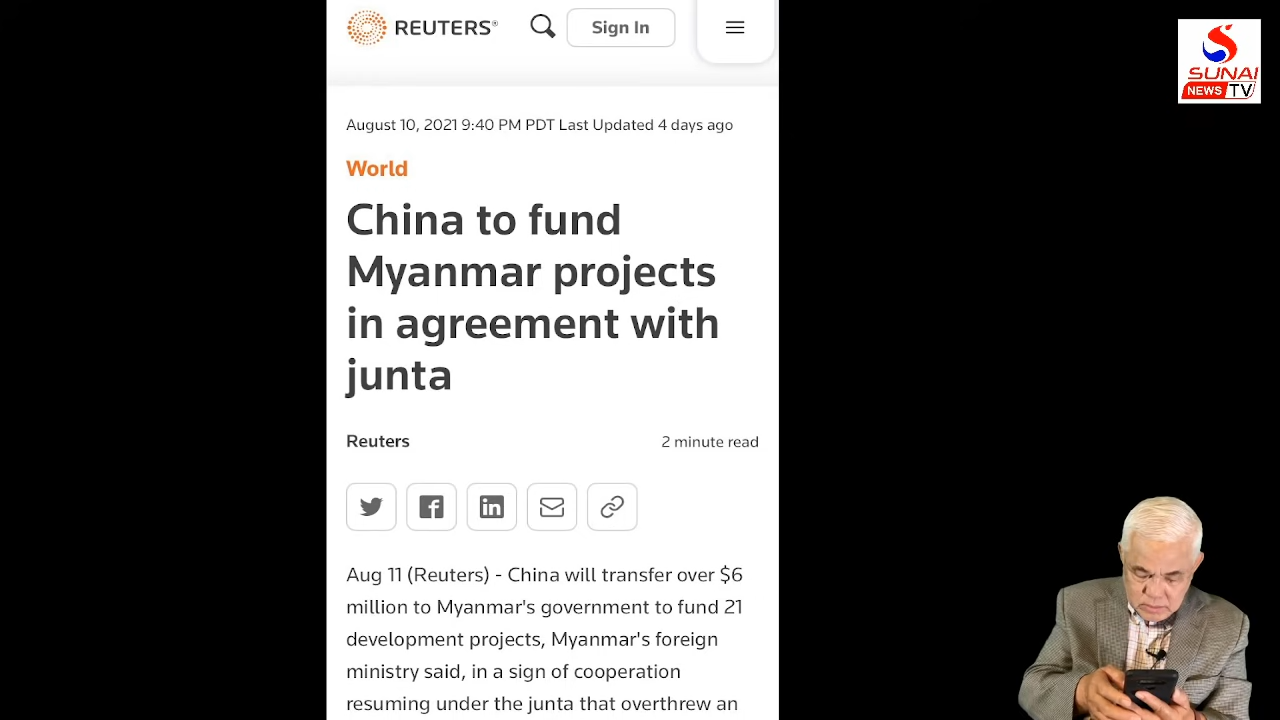 REUTERS®
Sign In
SUNAI
NEWS TV
August 10, 2021 9:40 PM PDT Last Updated 4 days ago
World
China to fund
Myanmar projects
in agreement with
junta
Reuters
2 minute read
Aug 11 (Reuters) - China will transfer over $6
million to Myanmar's government to fund 21
development projects, Myanmar's foreign
ministry said, in a sign of cooperation
resuming under the junta that overthrew an